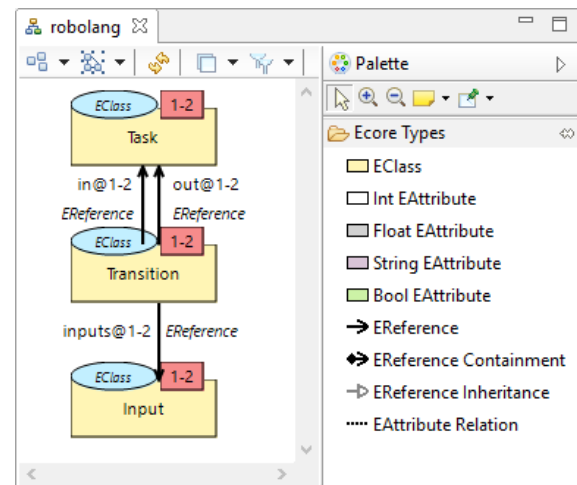 robolang
Palette
EClass 1-2
Task
in@1-2 out@1-2
EReference EReference
EClass 1-2
Transition
inputs@1-2 EReference
EClass 1-2
Input
Ecore Types
EClass
Int EAttribute
Float EAttribute
String EAttribute
Bool EAttribute
EReference
EReference Containment
EReference Inheritance
EAttribute Relation